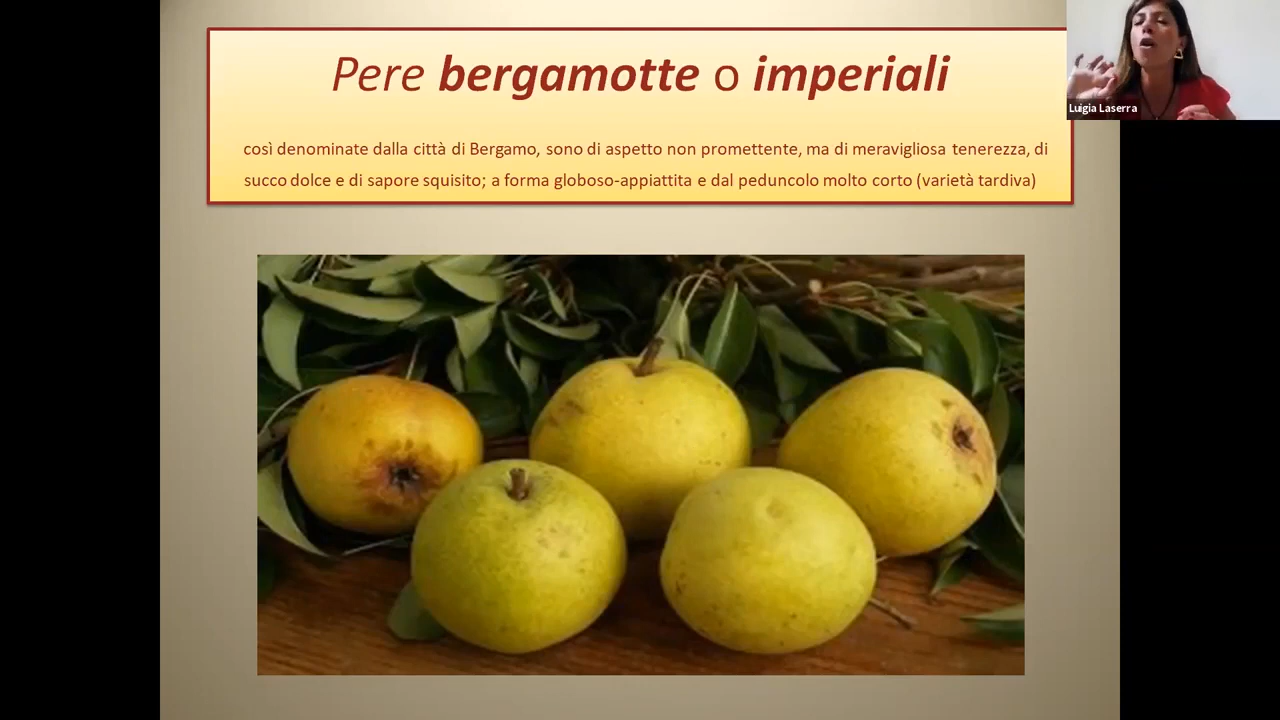 Pere bergamotte o imperiali
Luigia Laserra
così denominate dalla città di Bergamo, sono di aspetto non promettente, ma di meravigliosa tenerezza, di
succo dolce e di sapore squisito; a forma globoso-appiattita e dal peduncolo molto corto (varietà tardiva)